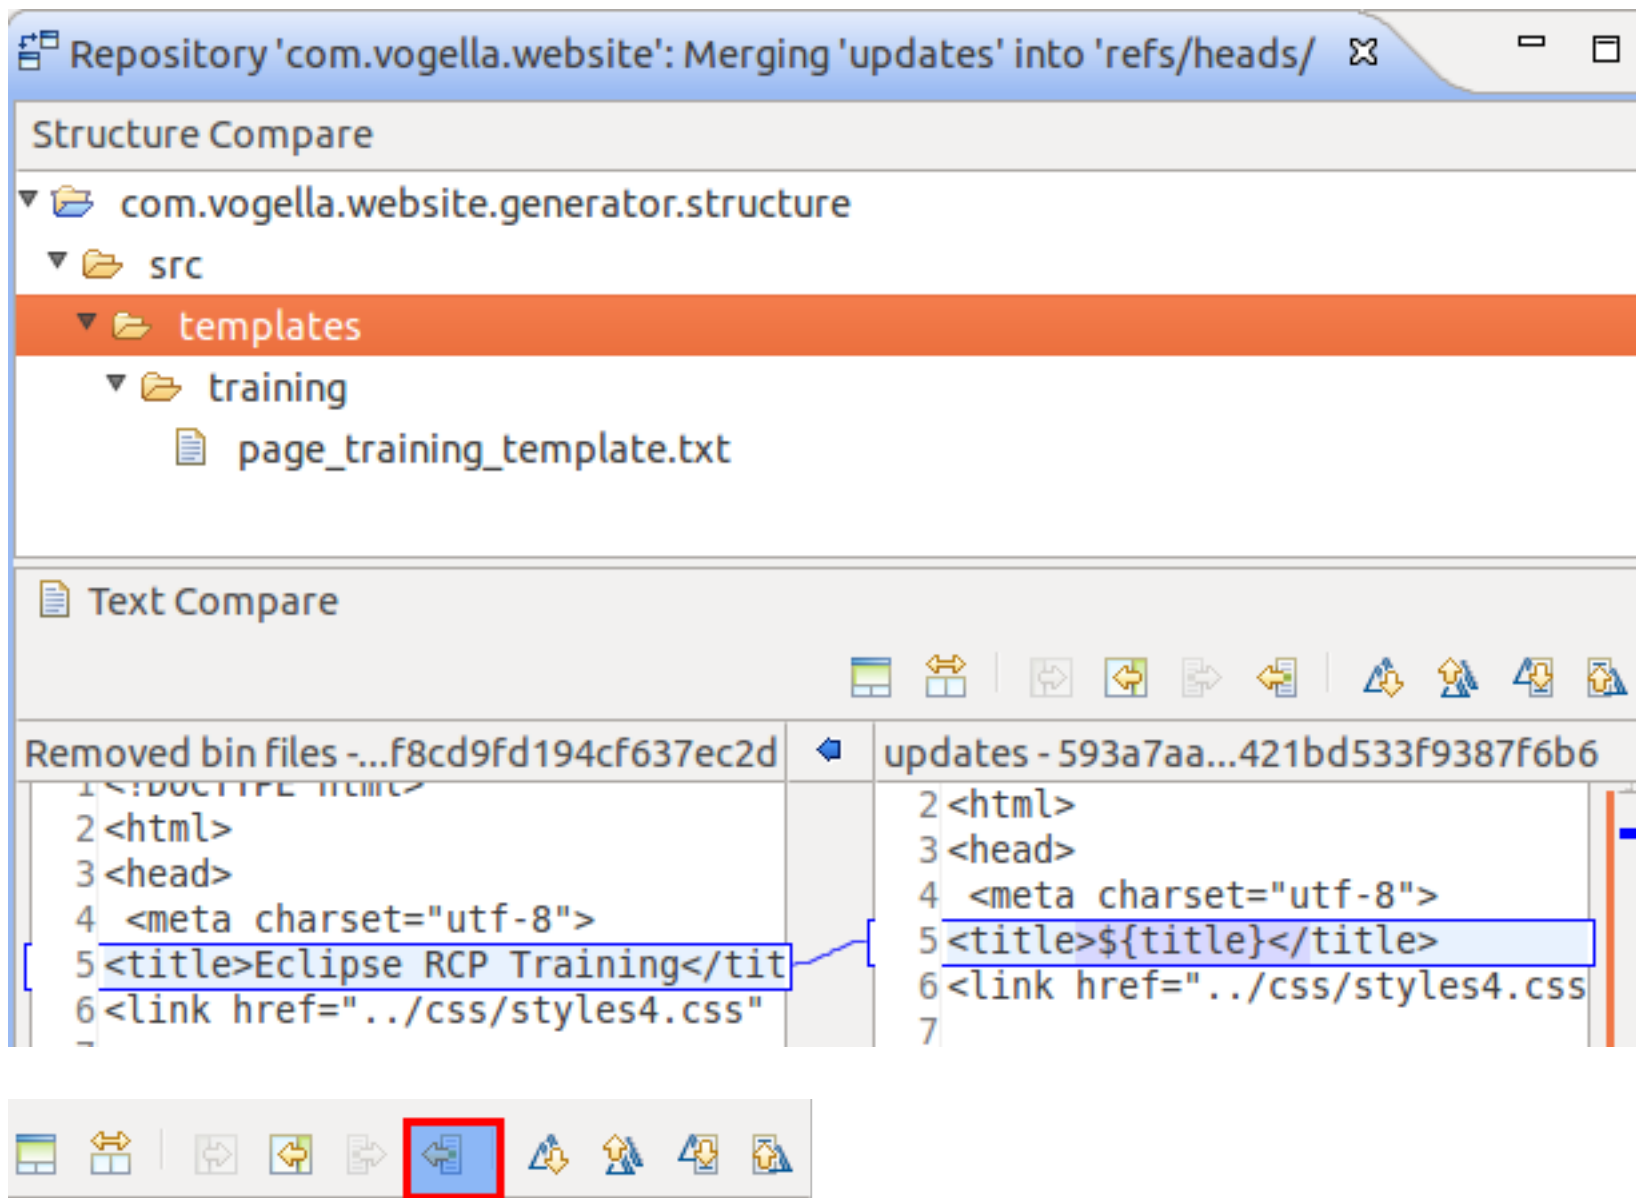 Repository 'com.vogella.website': Merging 'updates' into 'refs/heads/
Structure Compare
com.vogella.website.generator.structure
src
templates
training
page_training_template.txt
Text Compare
Removed bin files -...f8cd9fd194cf637ec2d
1 <!DOCTYPE html>
2 <html>
3 <head>
4 <meta charset="utf-8">
5 <title>Eclipse RCP Training</tit
6 <link href="../css/styles4.css"
updates - 593a7aa...421bd533f9387f6b6
2 <html>
3 <head>
4 <meta charset="utf-8">
5 <title>${title}</title>
6 <link href="../css/styles4.css
7